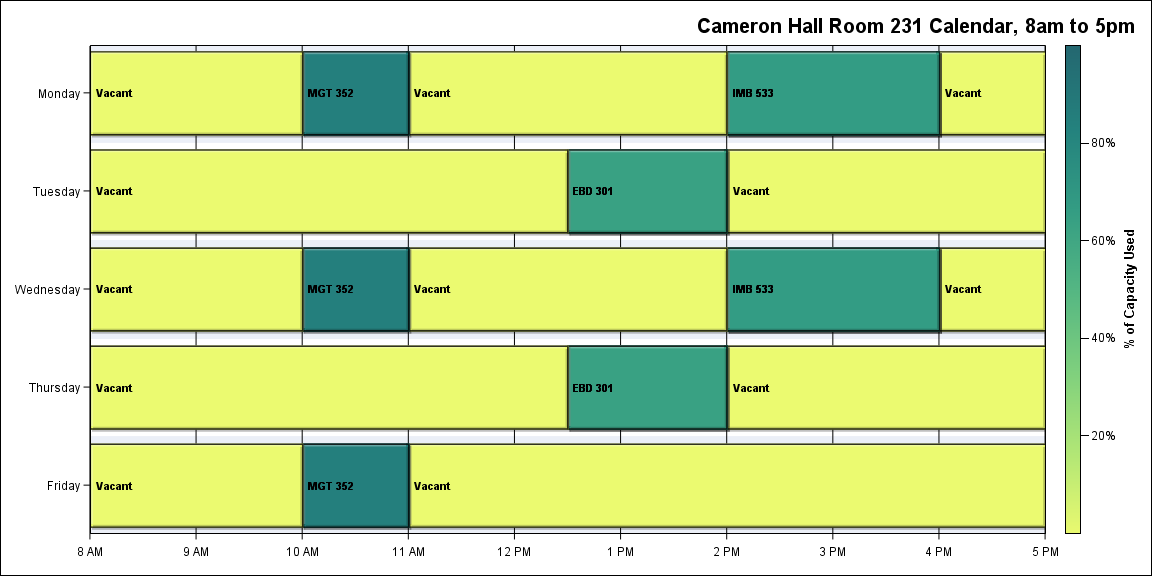 Cameron Hall Room 231 Calendar, 8am to 5pm
Monday Vacant MGT 352 Vacant IMB 533 Vacant
Tuesday Vacant EBD 301 Vacant
Wednesday Vacant MGT 352 Vacant IMB 533 Vacant
Thursday Vacant EBD 301 Vacant
Friday Vacant MGT 352 Vacant
8 AM 9 AM 10 AM 11 AM 12 PM 1 PM 2 PM 3 PM 4 PM 5 PM
80%
60%
40%
20%
% of Capacity Used